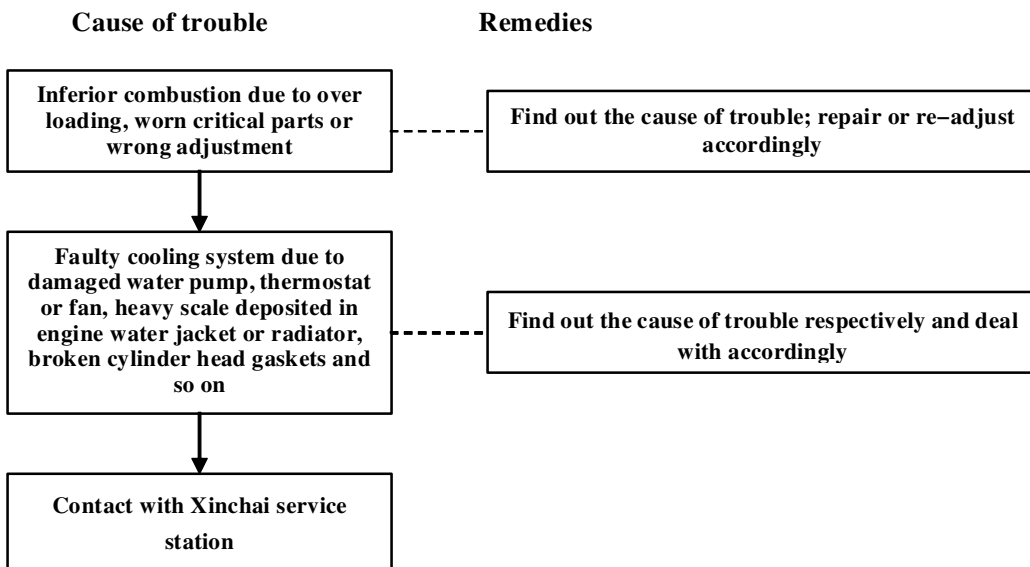 Cause of trouble
Remedies
Inferior combustion due to over
loading, worn critical parts or
wrong adjustment
Find out the cause of trouble; repair or re-adjust
accordingly
Faulty cooling system due to
damaged water pump, thermostat
or fan, heavy scale deposited in
engine water jacket or radiator,
broken cylinder head gaskets and
so on
Find out the cause of trouble respectively and deal
with accordingly
Contact with Xinchai service
station